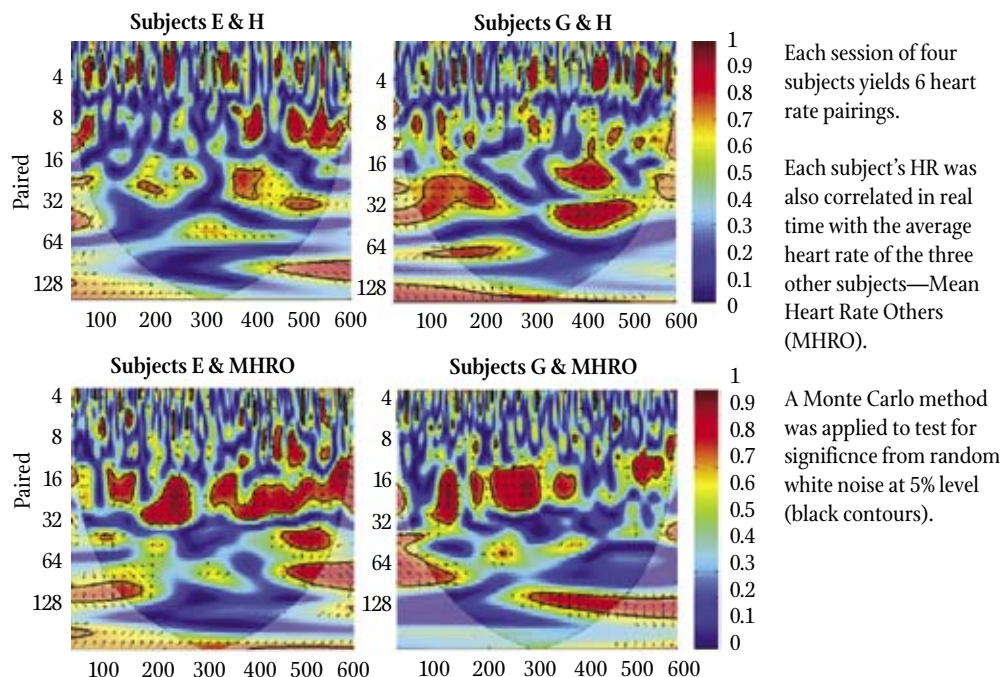 Subjects E & H
Subjects G & H
Paired
4
8
16
32
64
128
100 200 300 400 500 600
4
8
16
32
64
128
100 200 300 400 500 600
1
0.9
0.8
0.7
0.6
0.5
0.4
0.3
0.2
0.1
0
Each session of four
subjects yields 6 heart
rate pairings.
Each subject's HR was
also correlated in real
time with the average
heart rate of the three
other subjects—Mean
Heart Rate Others
(MHRO).
A Monte Carlo method
was applied to test for
significnce from random
white noise at 5% level
(black contours).
Subjects E & MHRO
Subjects G & MHRO
Paired
4
8
16
32
64
128
100 200 300 400 500 600
4
8
16
32
64
128
100 200 300 400 500 600
1
0.9
0.8
0.7
0.6
0.5
0.4
0.3
0.2
0.1
0